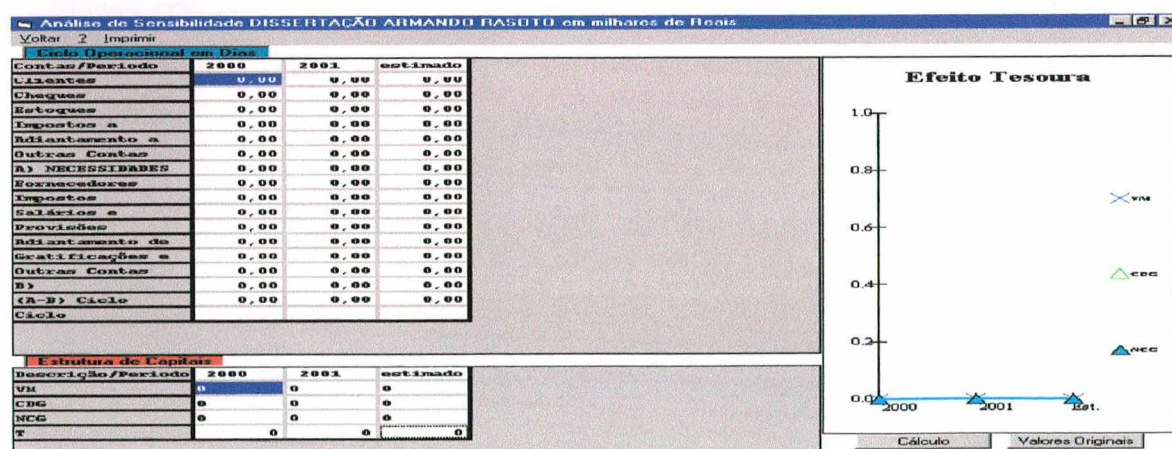 Análise de Sensibilidade DISSERTAÇÃO ARMANDO RASOTO em milhares de Reais
Voltar ? Imprimir
Ciclo Operacional em Dias
Contas/Período 2000 2001 estimado
Clientes 0,00 0,00 0,00
Cheques 0,00 0,00 0,00
Estoques 0,00 0,00 0,00
Impostos a 0,00 0,00 0,00
Adiantamento a 0,00 0,00 0,00
Outras Contas 0,00 0,00 0,00
A) NECESSIDADES 0,00 0,00 0,00
Fornecedores 0,00 0,00 0,00
Impostos 0,00 0,00 0,00
Salários e 0,00 0,00 0,00
Provisões 0,00 0,00 0,00
Adiantamento de 0,00 0,00 0,00
Gratificações e 0,00 0,00 0,00
Outras Contas 0,00 0,00 0,00
B) 0,00 0,00 0,00
(A-B) Ciclo 0,00 0,00 0,00
Ciclo
Estrutura de Capitais
Descrição/Período 2000 2001 estimado
VM 0 0 0
CDG 0 0 0
NCG 0 0 0
T 0 0 0
Efeito Tesoura
1.0
0.8
0.6
0.4
0.2
0.0
2000 2001 Est.
VM
CDG
NCG
Cálculo Valores Originais